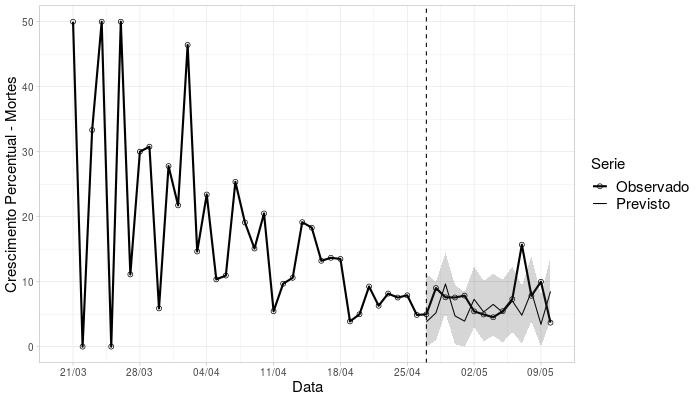 Crescimento Percentual - Mortes
50
40
30
20
10
0
21/03 28/03 04/04 11/04 18/04 25/04 02/05 09/05
Data
Serie
Observado
Previsto